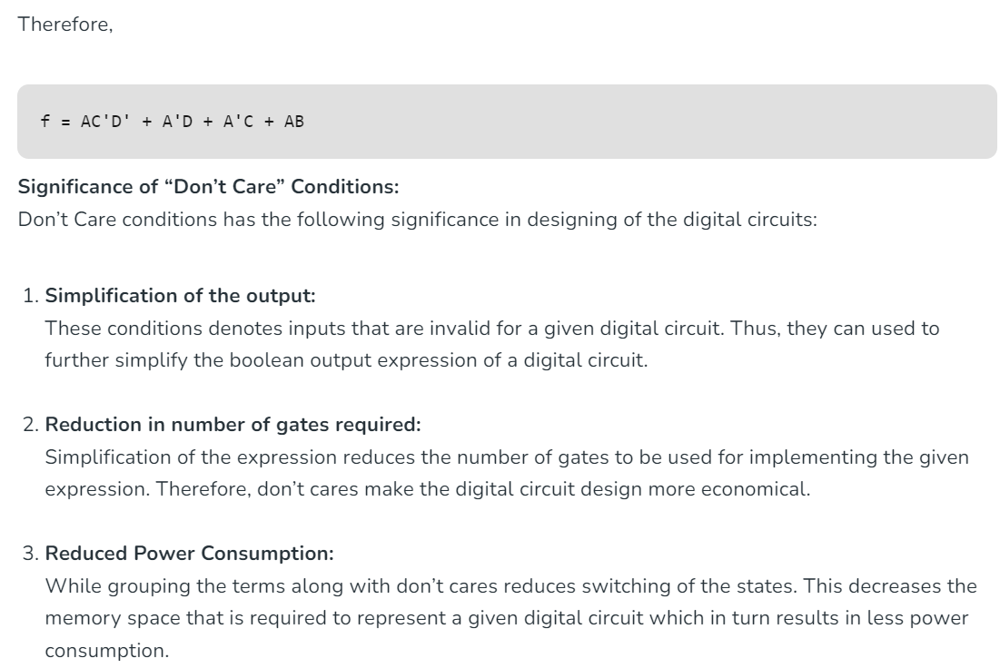 Therefore,
f = AC'D' + A'D + A'C + AB
Significance of “Don’t Care” Conditions:
Don’t Care conditions has the following significance in designing of the digital circuits:
1. Simplification of the output:
These conditions denotes inputs that are invalid for a given digital circuit. Thus, they can used to
further simplify the boolean output expression of a digital circuit.
2. Reduction in number of gates required:
Simplification of the expression reduces the number of gates to be used for implementing the given
expression. Therefore, don’t cares make the digital circuit design more economical.
3. Reduced Power Consumption:
While grouping the terms along with don’t cares reduces switching of the states. This decreases the
memory space that is required to represent a given digital circuit which in turn results in less power
consumption.